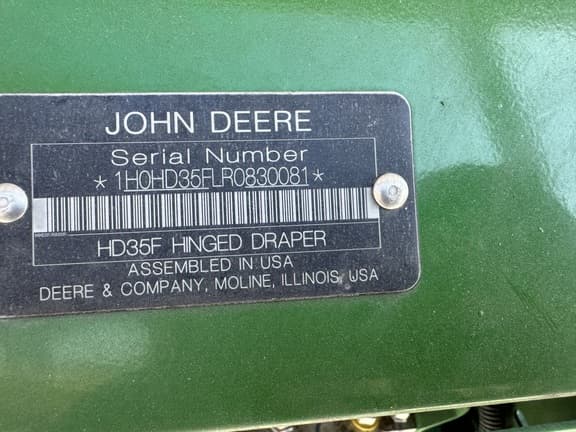 JOHN DEERE
Serial Number
*1H0HD35FLR0830081*
HD35F HINGED DRAPER
ASSEMBLED IN USA
DEERE & COMPANY, MOLINE, ILLINOIS, USA